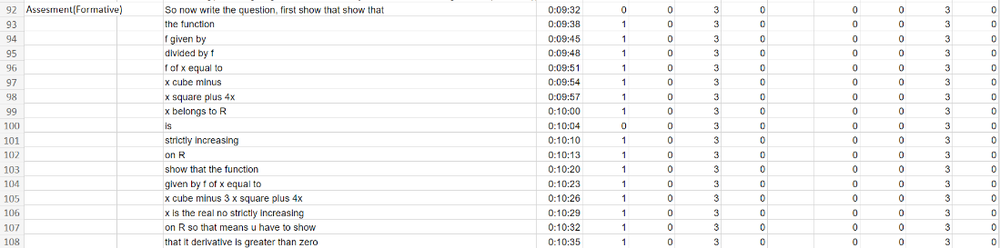 92 Assesment(Formative) So now write the question, first show that show that 0:09:32 0 0 3 0 0 0 3 0
93 the function 0:09:38 1 0 3 0 0 0 3 0
94 f given by 0:09:45 1 0 3 0 0 0 3 0
95 divided by f 0:09:48 1 0 3 0 0 0 3 0
96 f of x equal to 0:09:51 1 0 3 0 0 0 3 0
97 x cube minus 0:09:54 1 0 3 0 0 0 3 0
98 x square plus 4x 0:09:57 1 0 3 0 0 0 3 0
99 x belongs to R 0:10:00 1 0 3 0 0 0 3 0
100 is 0:10:04 0 0 3 0 0 0 3 0
101 strictly increasing 0:10:10 1 0 3 0 0 0 3 0
102 on R 0:10:13 1 0 3 0 0 0 3 0
103 show that the function 0:10:20 1 0 3 0 0 0 3 0
104 given by f of x equal to 0:10:23 1 0 3 0 0 0 3 0
105 x cube minus 3 x square plus 4x 0:10:26 1 0 3 0 0 0 3 0
106 x is the real no strictly increasing 0:10:29 1 0 3 0 0 0 3 0
107 on R so that means u have to show 0:10:32 1 0 3 0 0 0 3 0
108 that it derivative is greater than zero 0:10:35 1 0 3 0 0 0 3 0